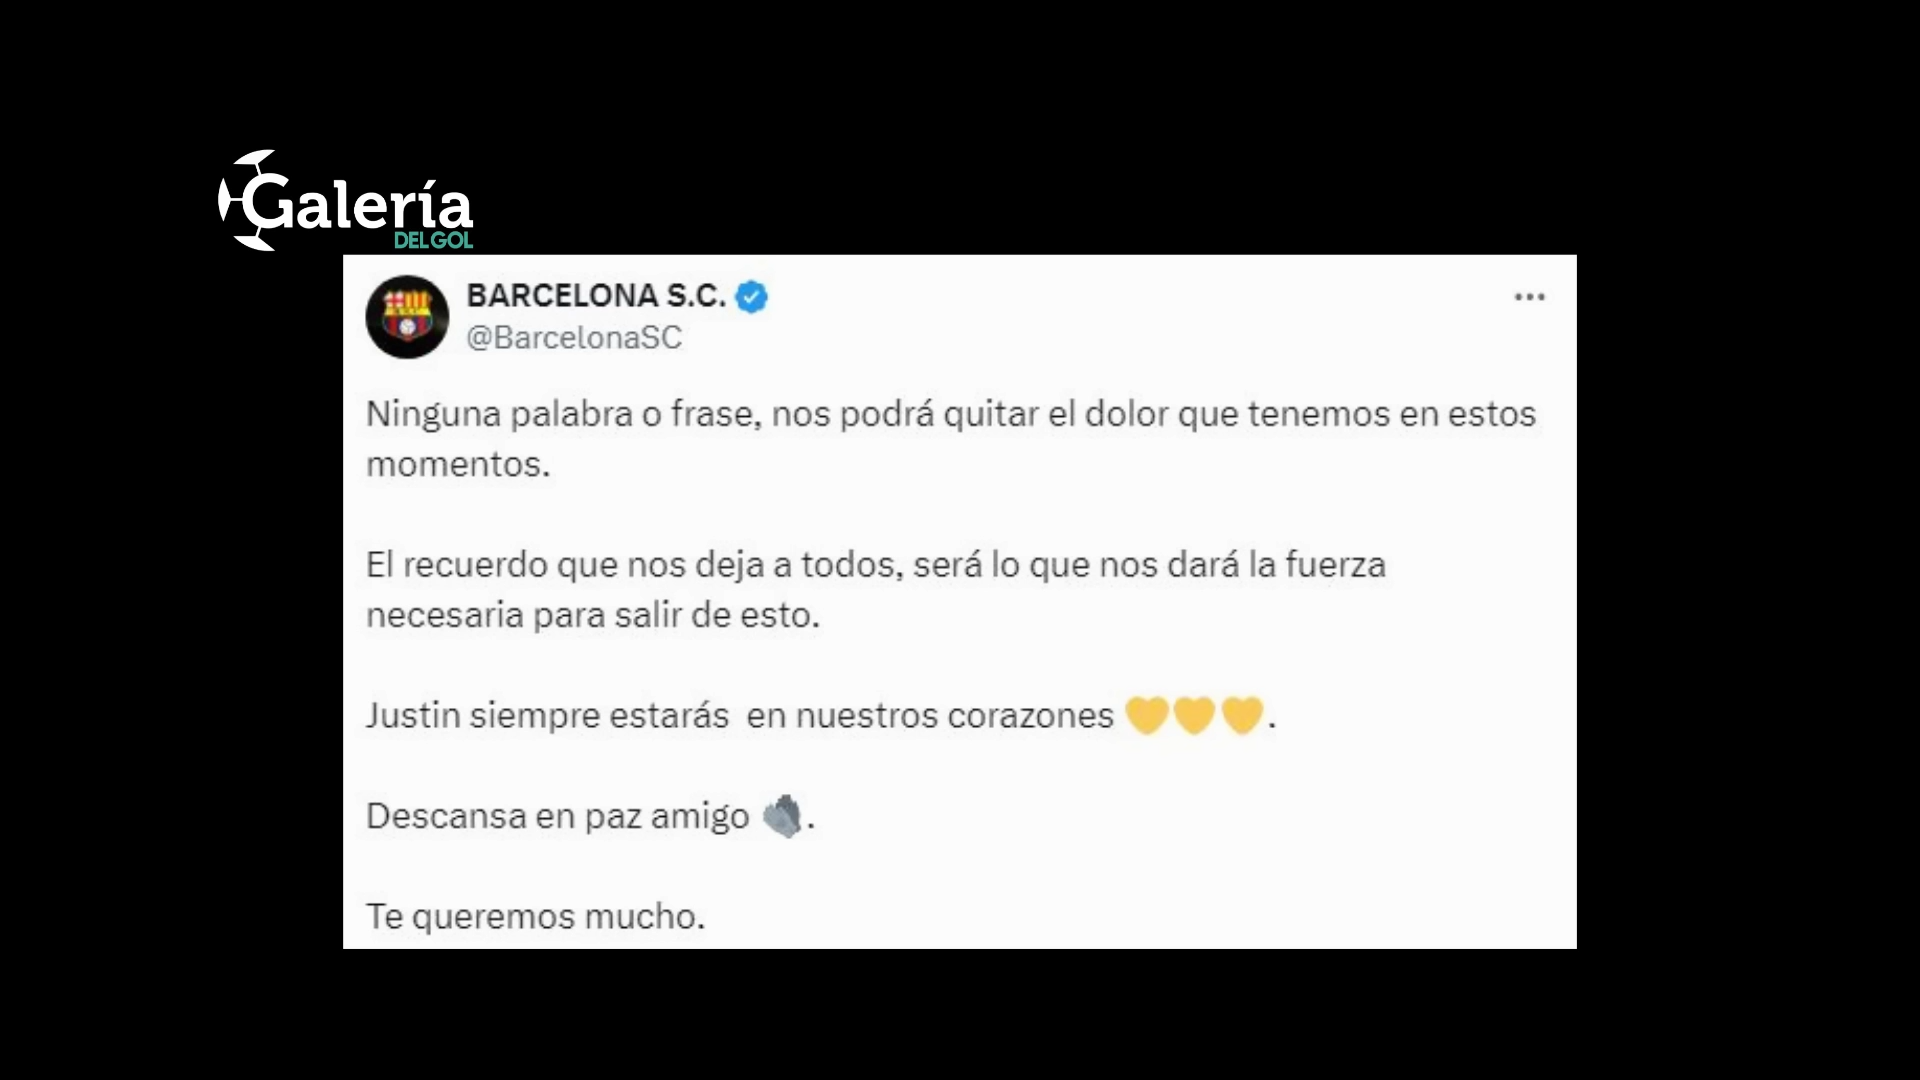 Galería
DEL GOL
BARCELONA S.C.
@BarcelonaSC
Ninguna palabra o frase, nos podrá quitar el dolor que tenemos en estos
momentos.
El recuerdo que nos deja a todos, será lo que nos dará la fuerza
necesaria para salir de esto.
Justin siempre estarás  en nuestros corazones 💛💛💛.
Descansa en paz amigo.
Te queremos mucho.